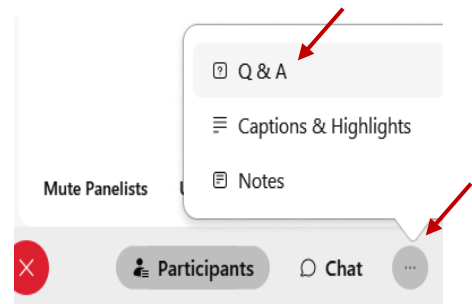 Q & A
Captions & Highlights
Notes
Mute Panelists
Participants Chat ...